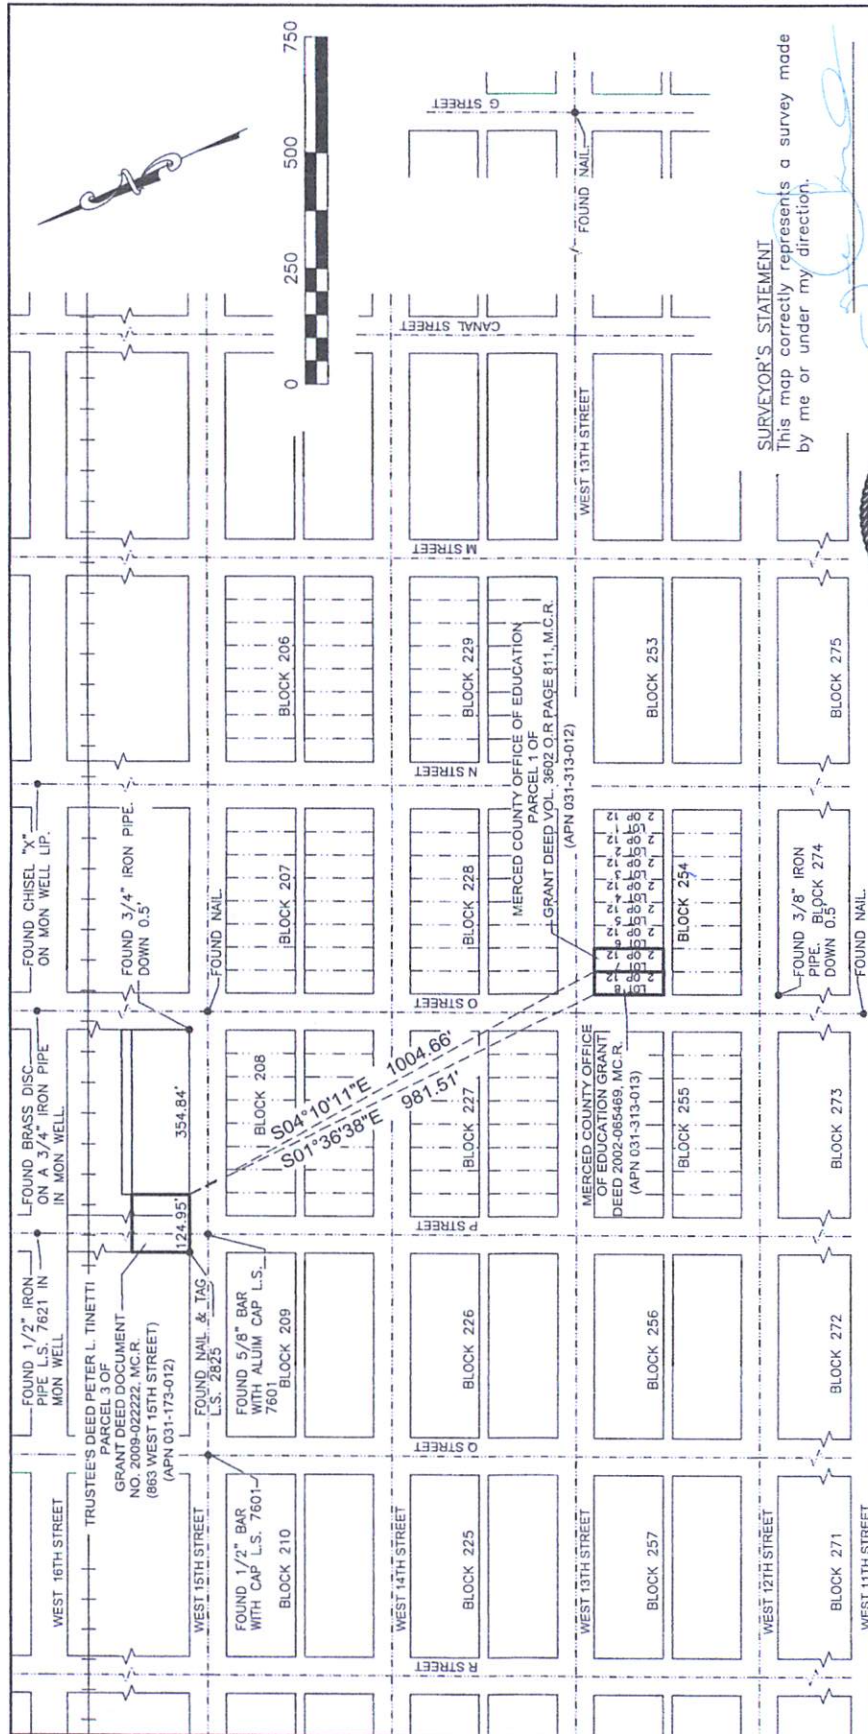 0 250 500 750
WEST 16TH STREET
FOUND 1/2" IRON
PIPE L.S. 7621 IN
MON WELL
FOUND BRASS DISC
ON A 3/4" IRON PIPE
IN MON WELL.
FOUND CHISEL "X"
ON MON WELL LIP.
TRUSTEE'S DEED PETER L. TINETTI
PARCEL 3 OF
GRANT DEED DOCUMENT
NO. 2009-022222, MC.R.
(863 WEST 15TH STREET)
(APN 031-173-012)
124.95'
354.84'
FOUND 3/4" IRON PIPE.
DOWN 0.5'
FOUND NAIL & TAG
L.S. 2825
WEST 15TH STREET
FOUND NAIL.
FOUND 1/2" BAR
WITH CAP L.S. 7601
BLOCK 210
FOUND 5/8" BAR
WITH ALUIM CAP L.S.
7601
BLOCK 209
BLOCK 208
BLOCK 207
BLOCK 206
S04°10'11"E 1004.66'
S01°36'38"E 981.51'
R STREET
Q STREET
P STREET
O STREET
N STREET
M STREET
CANAL STREET
G STREET
WEST 14TH STREET
BLOCK 225
BLOCK 226
BLOCK 227
BLOCK 228
BLOCK 229
MERCED COUNTY OFFICE OF EDUCATION
PARCEL 1 OF
GRANT DEED VOL. 3602 O.R PAGE 811, M.C.R.
(APN 031-313-012)
WEST 13TH STREET
WEST 13TH STREET
FOUND NAIL.
MERCED COUNTY OFFICE
OF EDUCATION GRANT
DEED 2002-065469, MC.R.
(APN 031-313-013)
BLOCK 257
BLOCK 256
BLOCK 255
BLOCK 254
BLOCK 253
WEST 12TH STREET
BLOCK 271
BLOCK 272
BLOCK 273
FOUND 3/8" IRON
PIPE. BLOCK 274
DOWN 0.5'
BLOCK 275
FOUND NAIL.
WEST 11TH STREET
SURVEYOR'S STATEMENT
This map correctly represents a survey made
by me or under my direction.